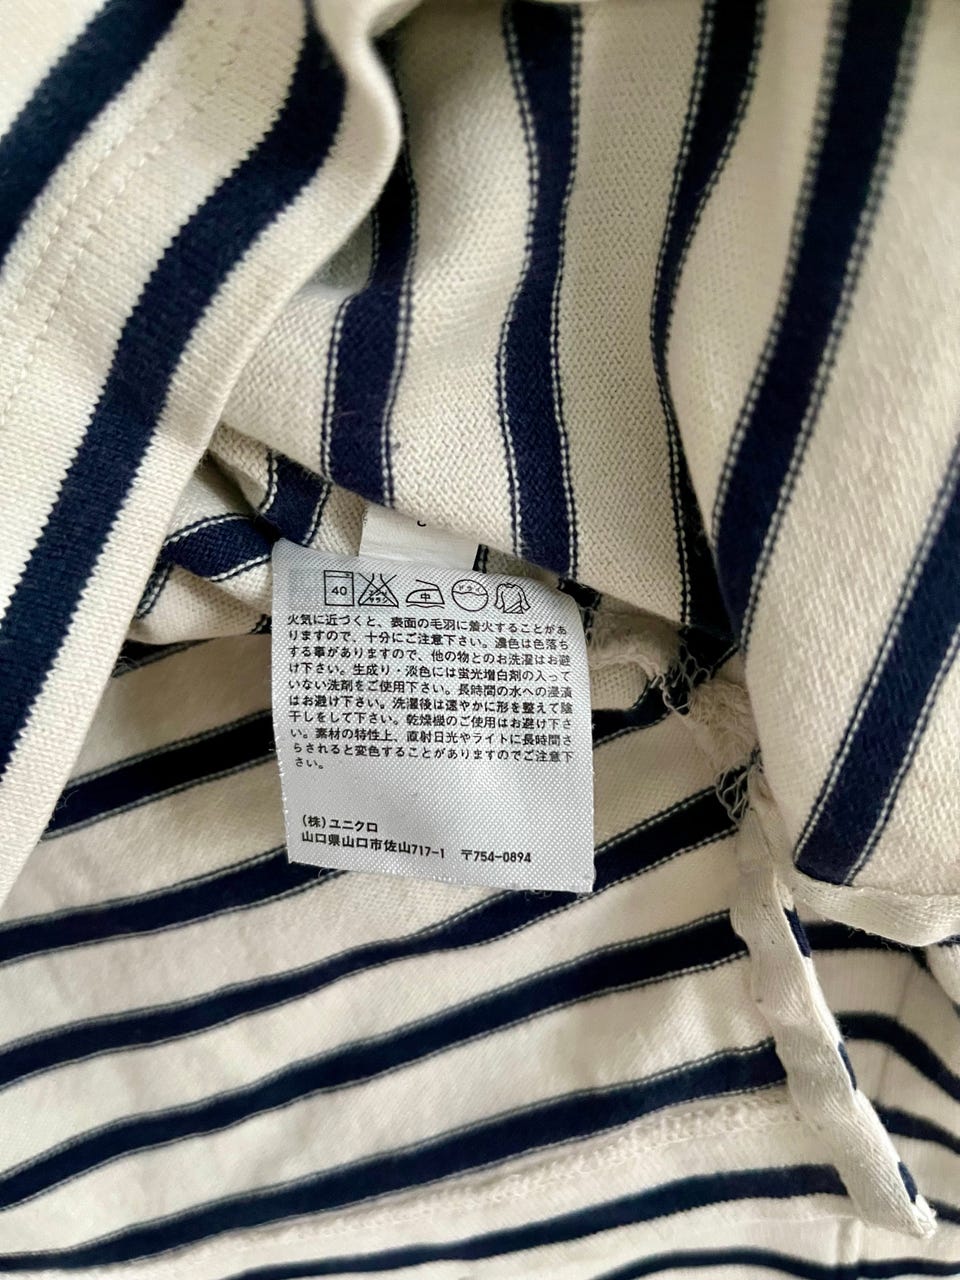 40 エンソ サラシ 中 ドライ
火気に近づくと、表面の毛羽に着火することがあ
りますので、十分にご注意下さい。濃色は色落ち
する事がありますので、他の物とのお洗濯はお避
け下さい。生成り・淡色には蛍光増白剤の入って
いない洗剤をご使用下さい。長時間の水への浸漬
はお避け下さい。洗濯後は速やかに形を整えて陰
干しをして下さい。乾燥機のご使用はお避け下さ
い。素材の特性上、直射日光やライトに長時間さ
らされると変色することがありますのでご注意下
さい。
(株)ユニクロ
山口県山口市佐山717-1 〒754-0894